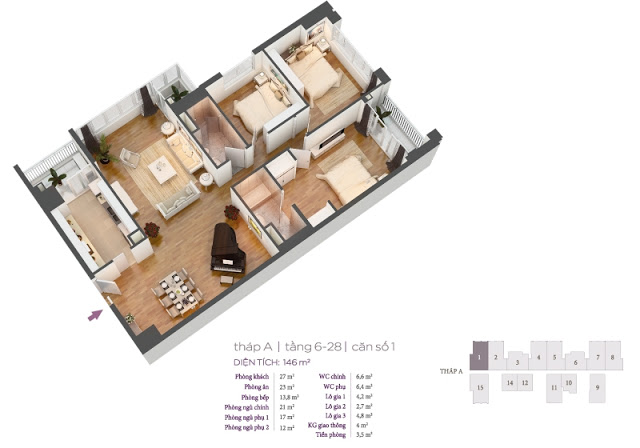 tháp A | tầng 6-28 | căn số 1
DIỆN TÍCH: 146 m²
Phòng khách 27 m²
Phòng ăn 23 m²
Phòng bếp 13,8 m²
Phòng ngủ chính 21 m²
Phòng ngủ phụ 1 17 m²
Phòng ngủ phụ 2 12 m²
WC chính 6,6 m²
WC phụ 6,4 m²
Lô gia 1 4,2 m²
Lô gia 2 2,7 m²
Lô gia 3 4,8 m²
KG giao thông 4 m²
Tiền phòng 3,5 m²
THÁP A
1 2 3 4 5 6 7 8
15 14 12 11 10 9